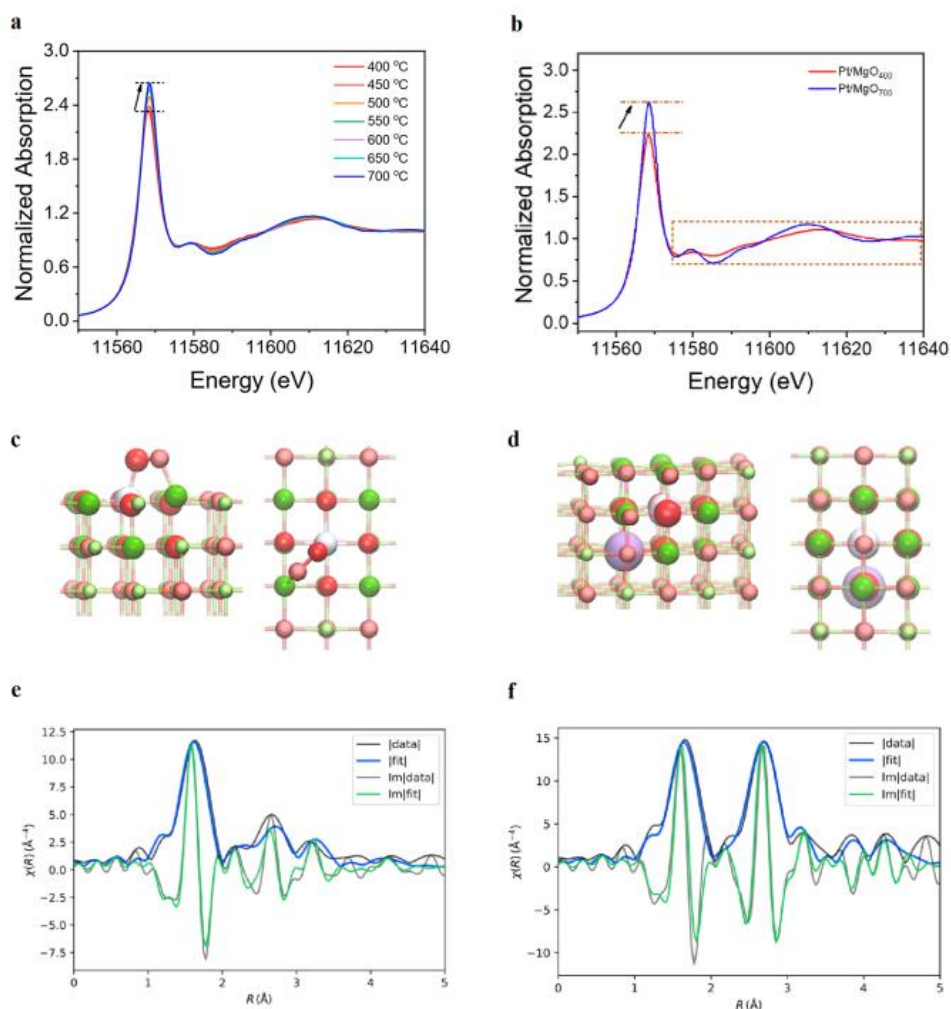 a
Normalized Absorption
3.0
2.4
1.8
1.2
0.6
400 °C
450 °C
500 °C
550 °C
600 °C
650 °C
700 °C
11560 11580 11600 11620 11640
Energy (eV)
b
Normalized Absorption
3.0
2.5
2.0
1.5
1.0
0.5
0.0
Pt/MgO400
Pt/MgO700
11560 11580 11600 11620 11640
Energy (eV)
c
d
e
χ(R) (Å⁻⁴)
12.5
10.0
7.5
5.0
2.5
0.0
−2.5
−5.0
−7.5
|data|
|fit|
Im|data|
Im|fit|
0 1 2 3 4 5
R (Å)
f
χ(R) (Å⁻⁴)
15
10
5
0
−5
−10
|data|
|fit|
Im|data|
Im|fit|
0 1 2 3 4 5
R (Å)